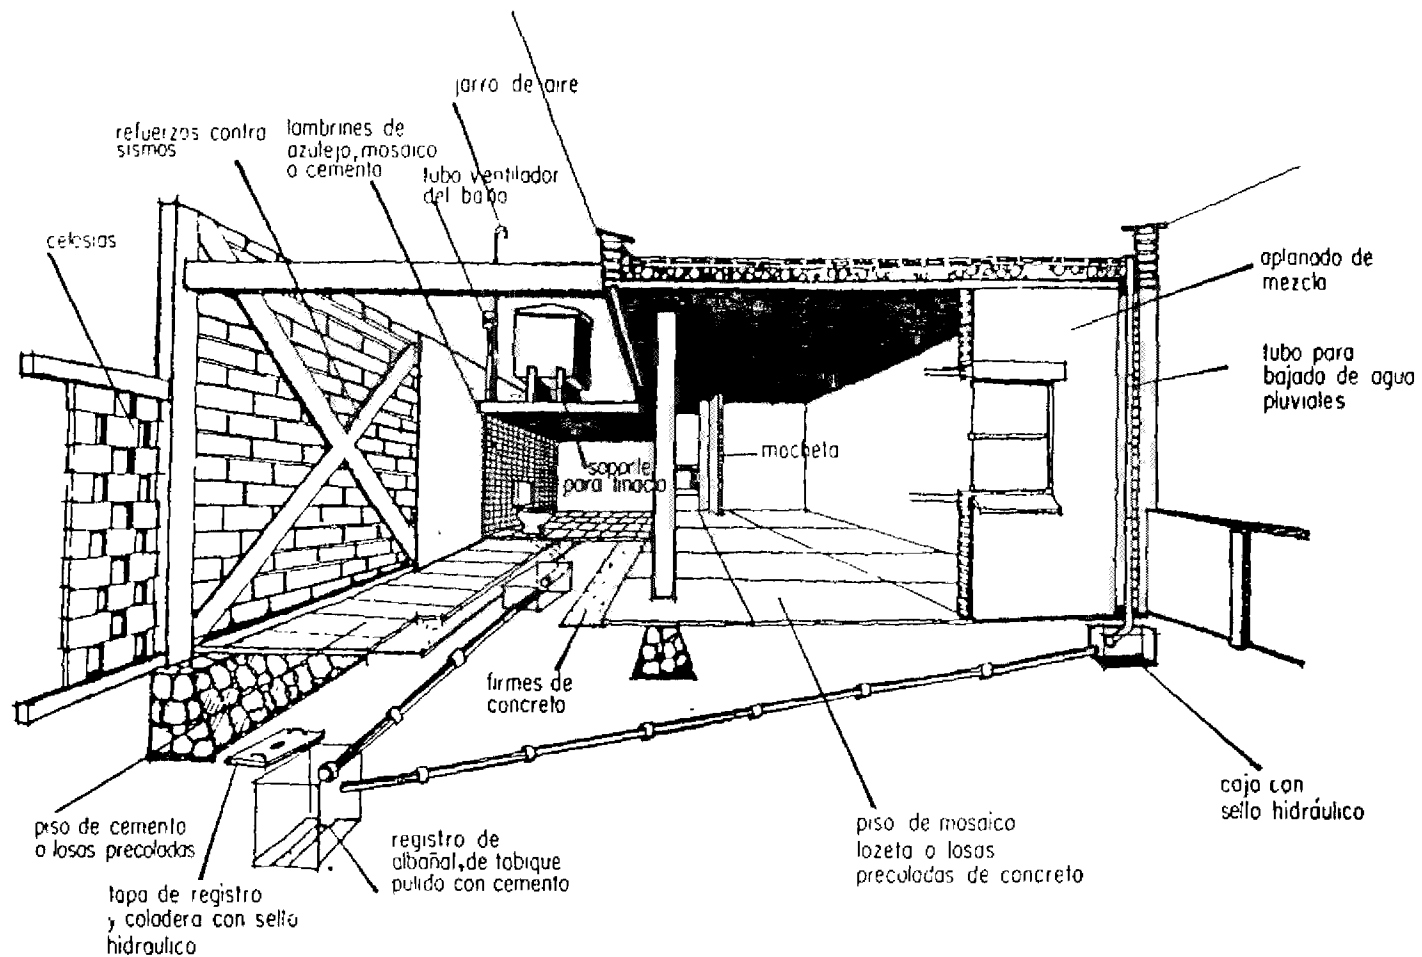 jarro de aire
refuerzos contra
sismos
lambrines de
azulejo, mosaico
o cemento
tubo ventilador
del baño
celosias
aplanado de
mezcla
tubo para
bajada de agua
pluviales
mocheta
soporte
para tinaco
firmes de
concreto
piso de cemento
o losas precoladas
tapa de registro
y coladera con sello
hidraulico
registro de
albañal, de tabique
pulido con cemento
piso de mosaico
lozeta o losas
precoladas de concreto
caja con
sello hidráulico